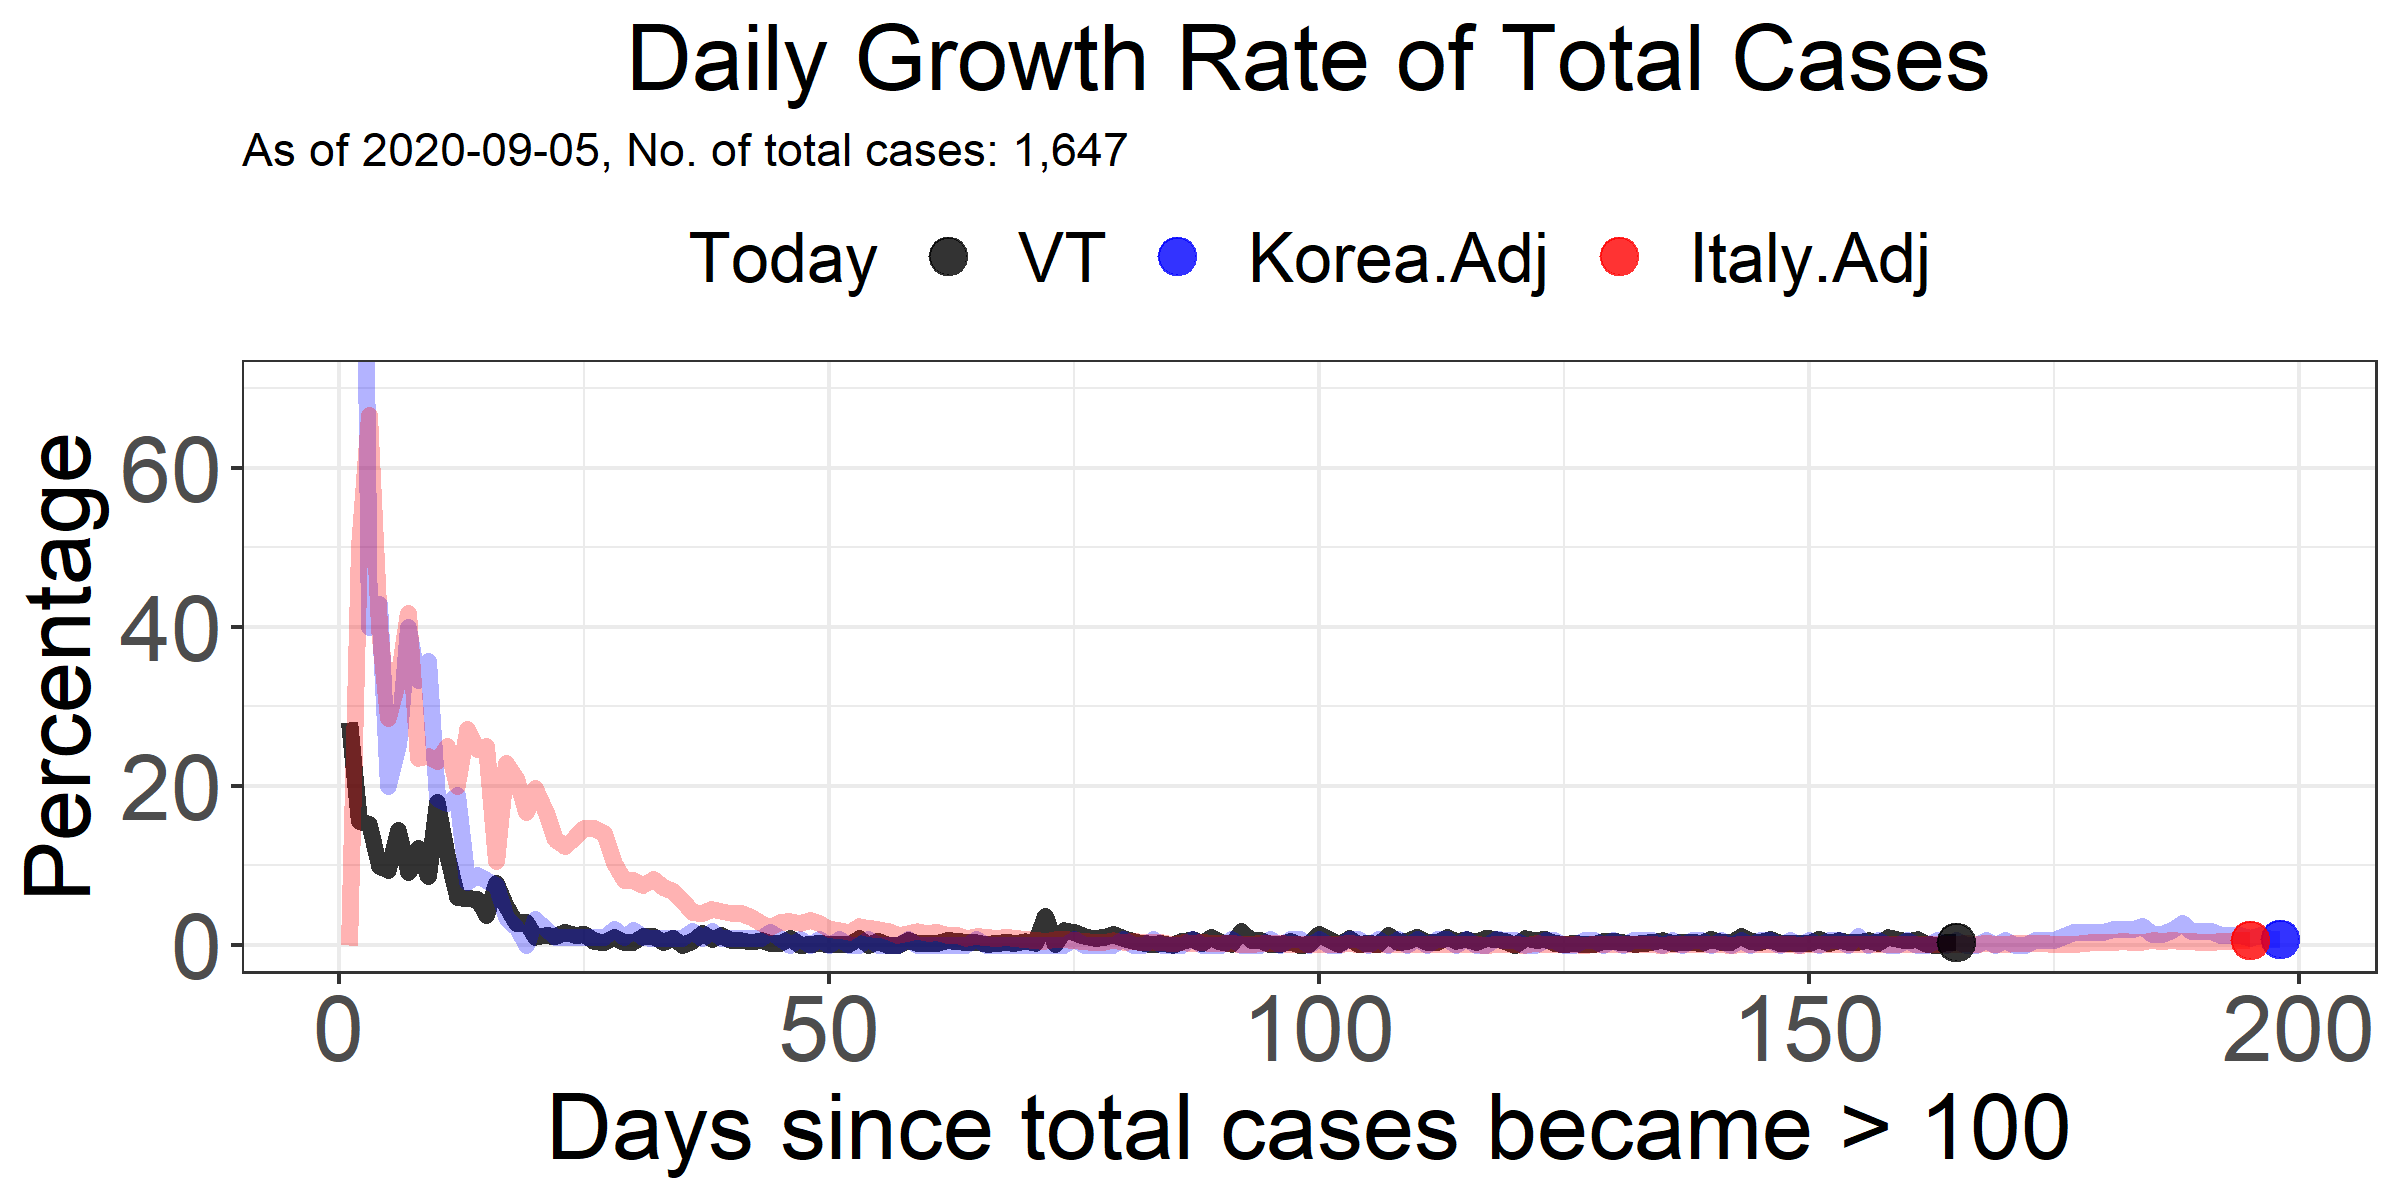 Daily Growth Rate of Total Cases
As of 2020-09-05, No. of total cases: 1,647
Today VT Korea.Adj Italy.Adj
Percentage
60
40
20
0
0 50 100 150 200
Days since total cases became > 100